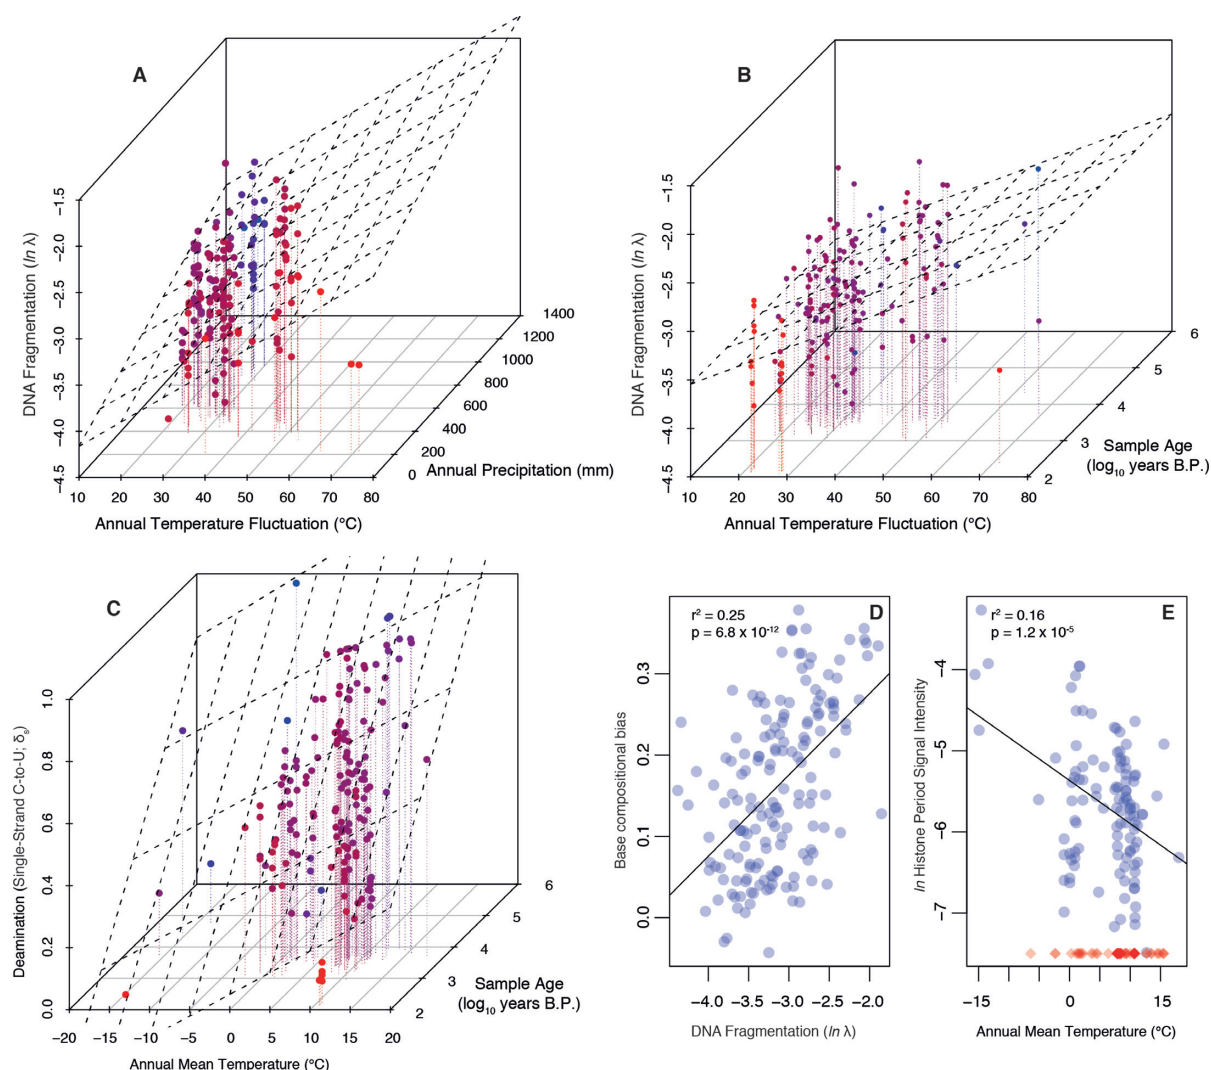 A
DNA Fragmentation (ln λ)
−1.5
−2.0
−2.5
−3.0
−3.5
−4.0
−4.5
10 20 30 40 50 60 70 80
Annual Temperature Fluctuation (°C)
0
200
400
600
800
1000
1200
1400
Annual Precipitation (mm)
B
DNA Fragmentation (ln λ)
−1.5
−2.0
−2.5
−3.0
−3.5
−4.0
−4.5
10 20 30 40 50 60 70 80
Annual Temperature Fluctuation (°C)
2
3
4
5
6
Sample Age
(log10 years B.P.)
C
Deamination (Single-Strand C-to-U; δs)
1.0
0.8
0.6
0.4
0.2
0.0
−20 −15 −10 −5 0 5 10 15 20
Annual Mean Temperature (°C)
2
3
4
5
6
Sample Age
(log10 years B.P.)
D
r² = 0.25
p = 6.8 x 10⁻¹²
Base compositional bias
0.3
0.2
0.1
0.0
−4.0 −3.5 −3.0 −2.5 −2.0
DNA Fragmentation (ln λ)
E
r² = 0.16
p = 1.2 x 10⁻⁵
ln Histone Period Signal Intensity
−4
−5
−6
−7
−15 0 15
Annual Mean Temperature (°C)